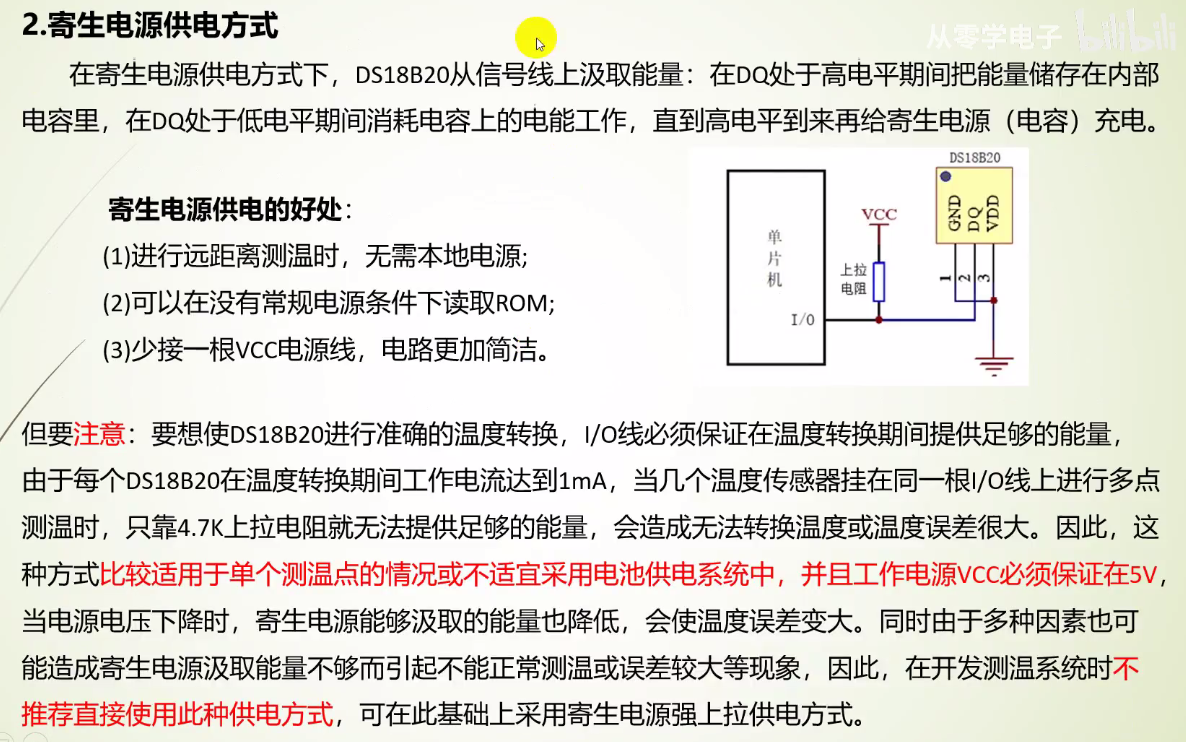 2.寄生电源供电方式
从零学电子 bilibili
在寄生电源供电方式下，DS18B20从信号线上汲取能量：在DQ处于高电平期间把能量储存在内部
电容里，在DQ处于低电平期间消耗电容上的电能工作，直到高电平到来再给寄生电源（电容）充电。
寄生电源供电的好处：
(1)进行远距离测温时，无需本地电源;
(2)可以在没有常规电源条件下读取ROM;
(3)少接一根VCC电源线，电路更加简洁。
DS18B20
GND
DQ
VDD
1
2
3
VCC
上拉
电阻
单
片
机
I/O
但要注意：要想使DS18B20进行准确的温度转换，I/O线必须保证在温度转换期间提供足够的能量，
由于每个DS18B20在温度转换期间工作电流达到1mA，当几个温度传感器挂在同一根I/O线上进行多点
测温时，只靠4.7K上拉电阻就无法提供足够的能量，会造成无法转换温度或温度误差很大。因此，这
种方式比较适用于单个测温点的情况或不适宜采用电池供电系统中，并且工作电源VCC必须保证在5V，
当电源电压下降时，寄生电源能够汲取的能量也降低，会使温度误差变大。同时由于多种因素也可
能造成寄生电源汲取能量不够而引起不能正常测温或误差较大等现象，因此，在开发测温系统时不
推荐直接使用此种供电方式，可在此基础上采用寄生电源强上拉供电方式。